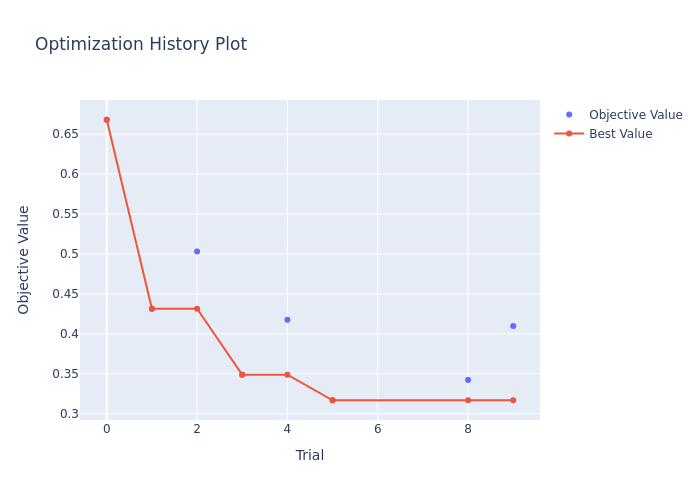 Optimization History Plot
Objective Value
Best Value
0.65
0.6
0.55
0.5
0.45
0.4
0.35
0.3
Objective Value
0 2 4 6 8
Trial